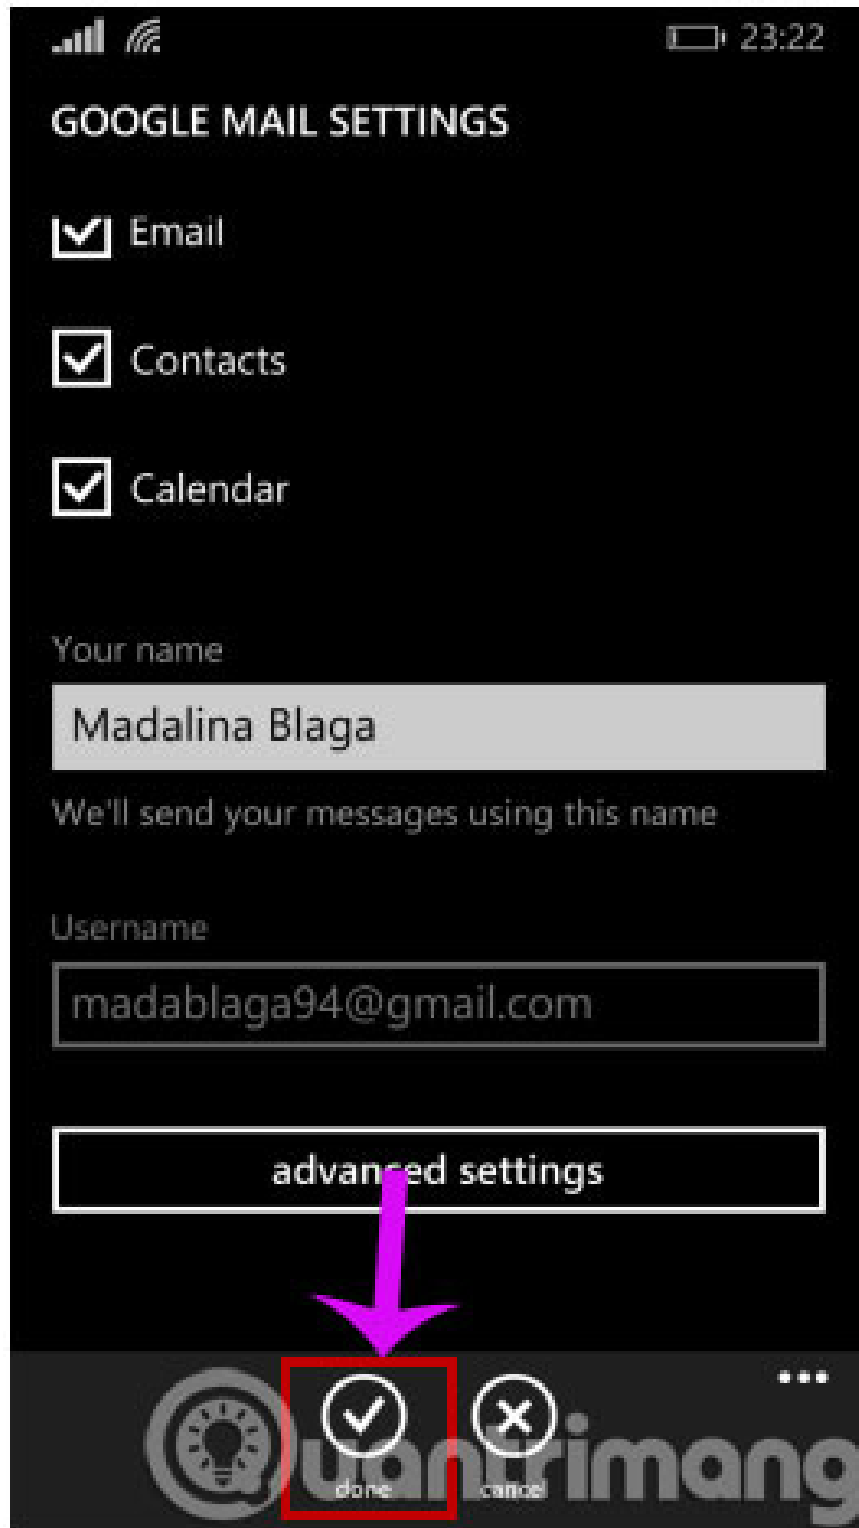 23:22
GOOGLE MAIL SETTINGS
Email
Contacts
Calendar
Your name
Madalina Blaga
We'll send your messages using this name
Username
madablaga94@gmail.com
advanced settings
done
cancel
Quantrimang